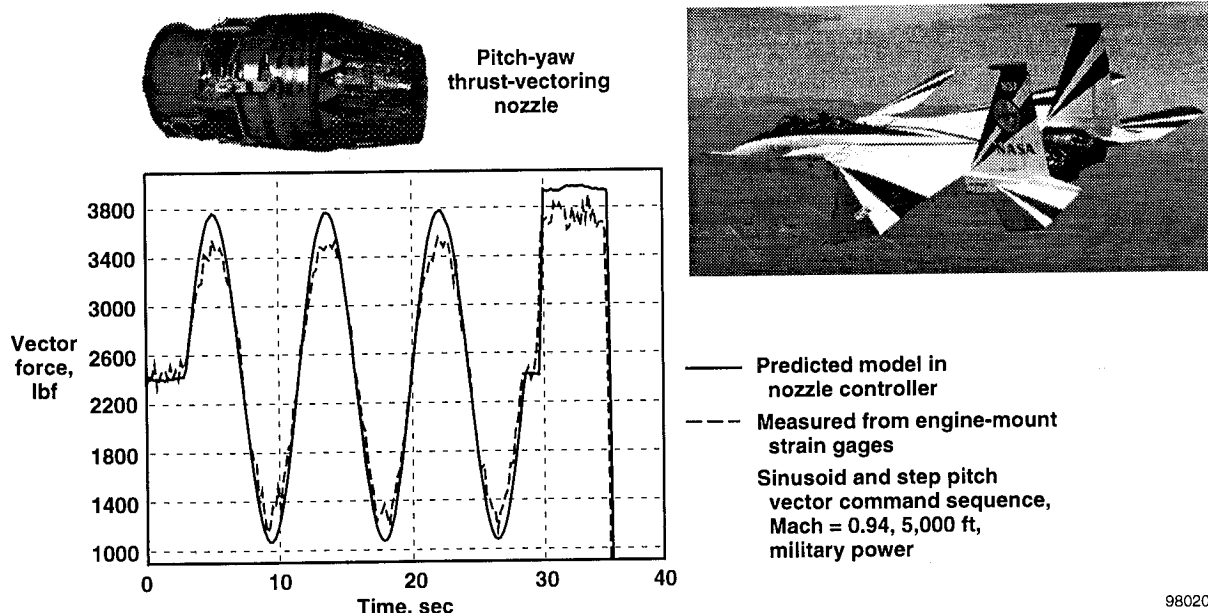 Pitch-yaw
thrust-vectoring
nozzle
NASA
Vector
force,
lbf
3800
3400
3000
2600
2200
1800
1400
1000
0 10 20 30 40
Time, sec
Predicted model in
nozzle controller
Measured from engine-mount
strain gages
Sinusoid and step pitch
vector command sequence,
Mach = 0.94, 5,000 ft,
military power
98020